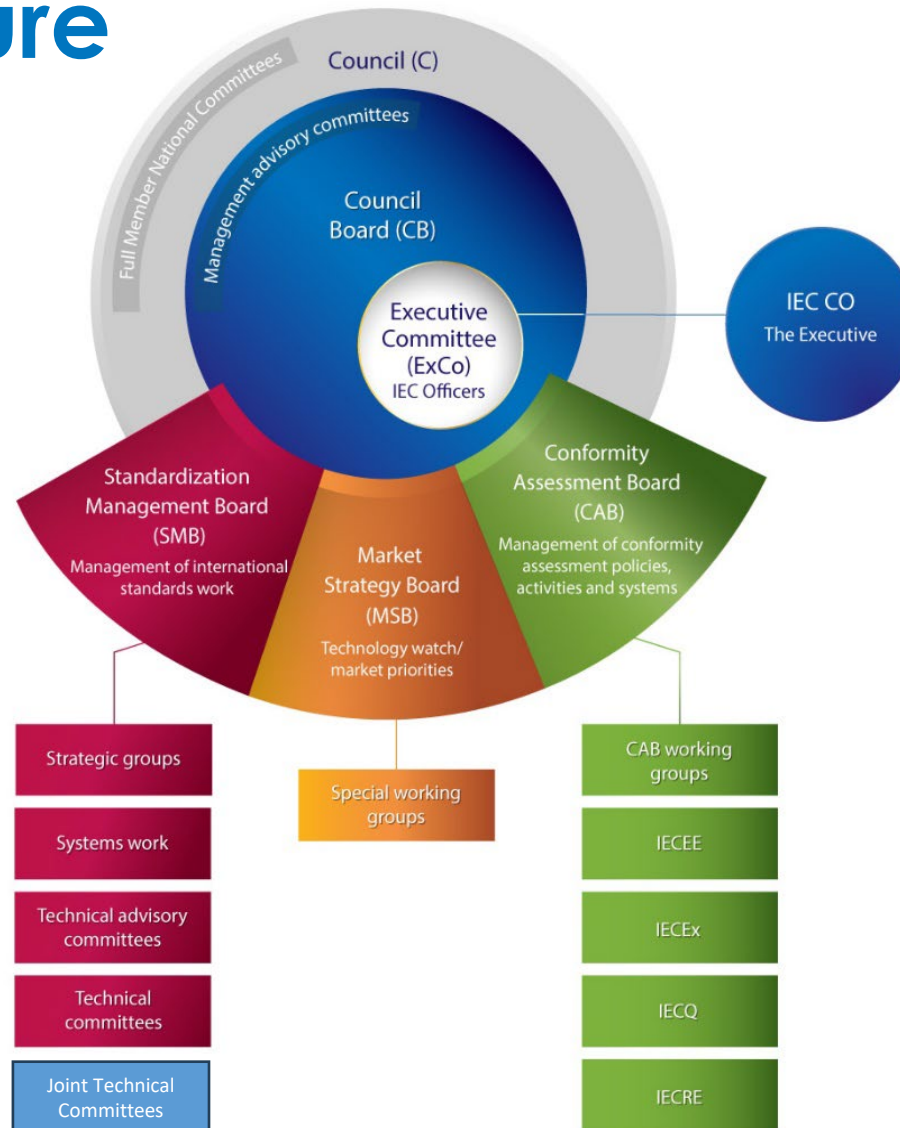 ure
Council (C)
Full Member National Committees
Management advisory committees
Council
Board (CB)
Executive
Committee
(ExCo)
IEC Officers
IEC CO
The Executive
Standardization
Management Board
(SMB)
Management of international
standards work
Market
Strategy Board
(MSB)
Technology watch/
market priorities
Conformity
Assessment Board
(CAB)
Management of conformity
assessment policies,
activities and systems
Strategic groups
Systems work
Technical advisory
committees
Technical
committees
Joint Technical
Committees
Special working
groups
CAB working
groups
IECEE
IECEx
IECQ
IECRE